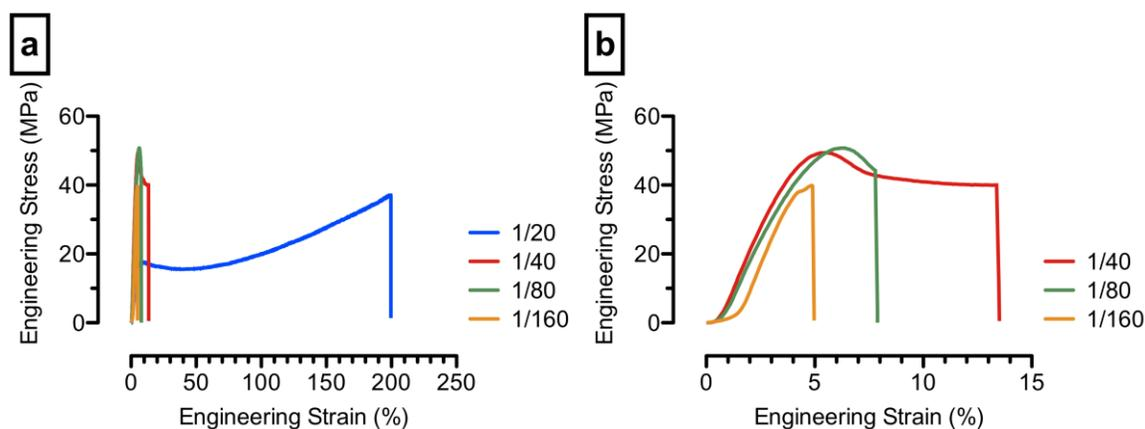 a
Engineering Stress (MPa)
60
40
20
0
0 50 100 150 200 250
Engineering Strain (%)
1/20
1/40
1/80
1/160
b
Engineering Stress (MPa)
60
40
20
0
0 5 10 15
Engineering Strain (%)
1/40
1/80
1/160